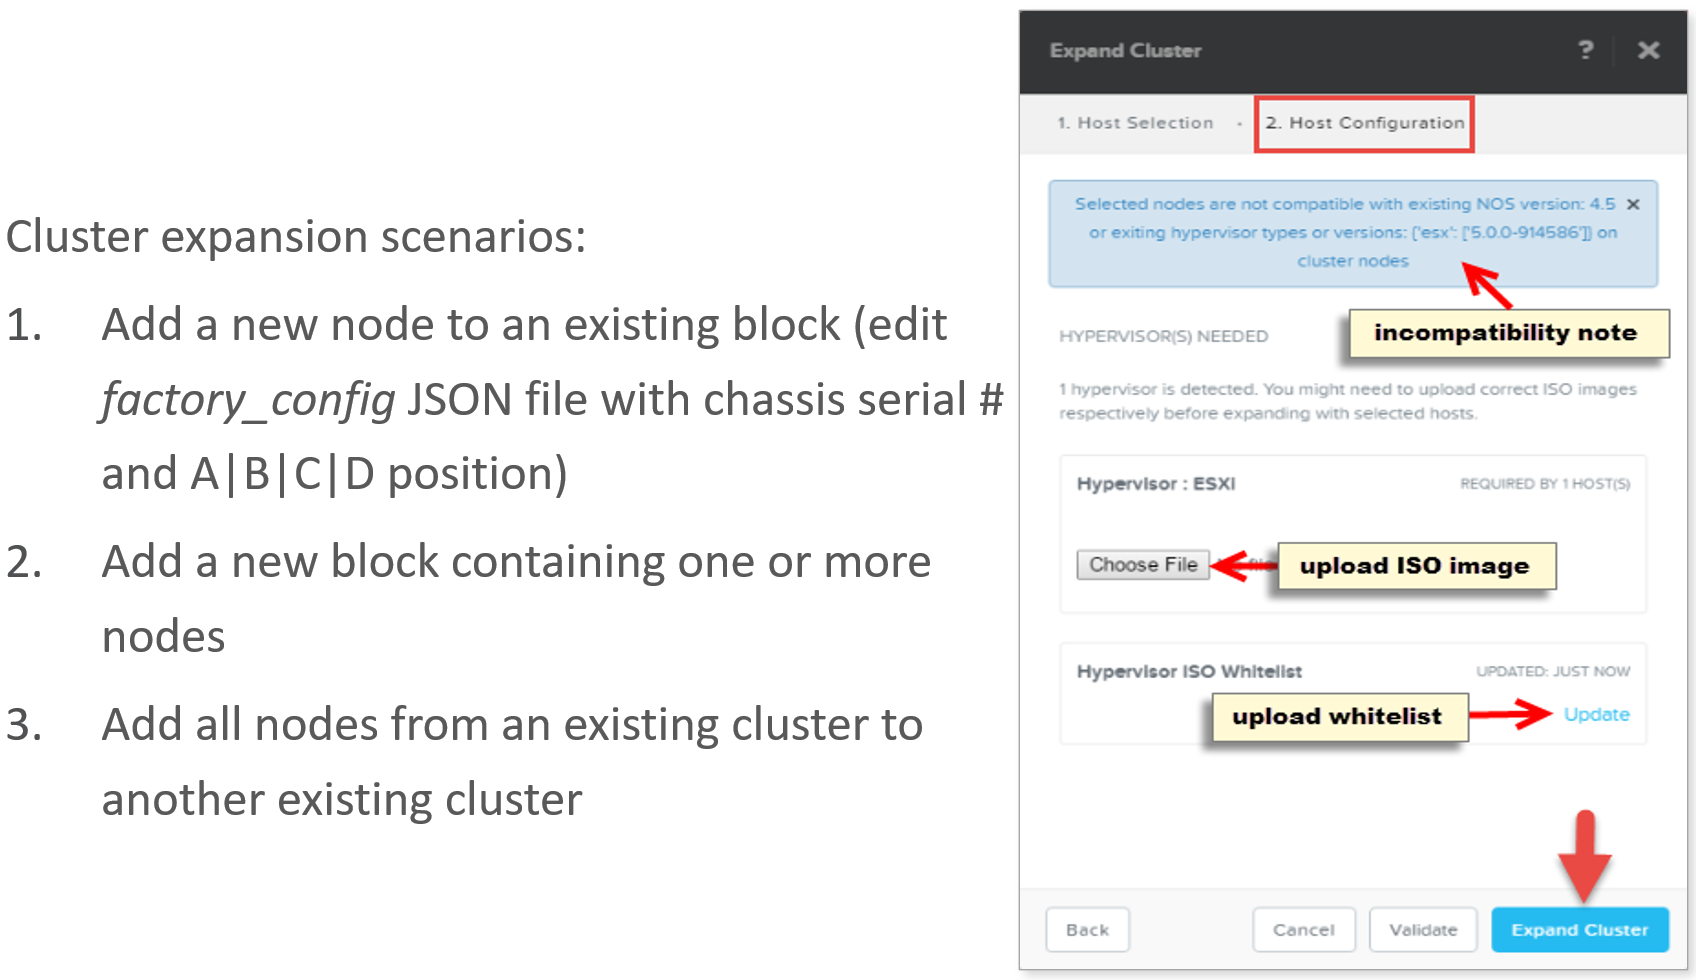 Cluster expansion scenarios:
1. Add a new node to an existing block (edit
factory_config JSON file with chassis serial #
and A|B|C|D position)
2. Add a new block containing one or more
nodes
3. Add all nodes from an existing cluster to
another existing cluster
Expand Cluster ? ×
1. Host Selection · 2. Host Configuration
Selected nodes are not compatible with existing NOS version: 4.5 ×
or exiting hypervisor types or versions: {'esx': ['5.0.0-914586']} on
cluster nodes
incompatibility note
HYPERVISOR(S) NEEDED
1 hypervisor is detected. You might need to upload correct ISO images
respectively before expanding with selected hosts.
Hypervisor : ESXI REQUIRED BY 1 HOST(S)
Choose File upload ISO image
Hypervisor ISO Whitelist UPDATED: JUST NOW
upload whitelist Update
Back Cancel Validate Expand Cluster